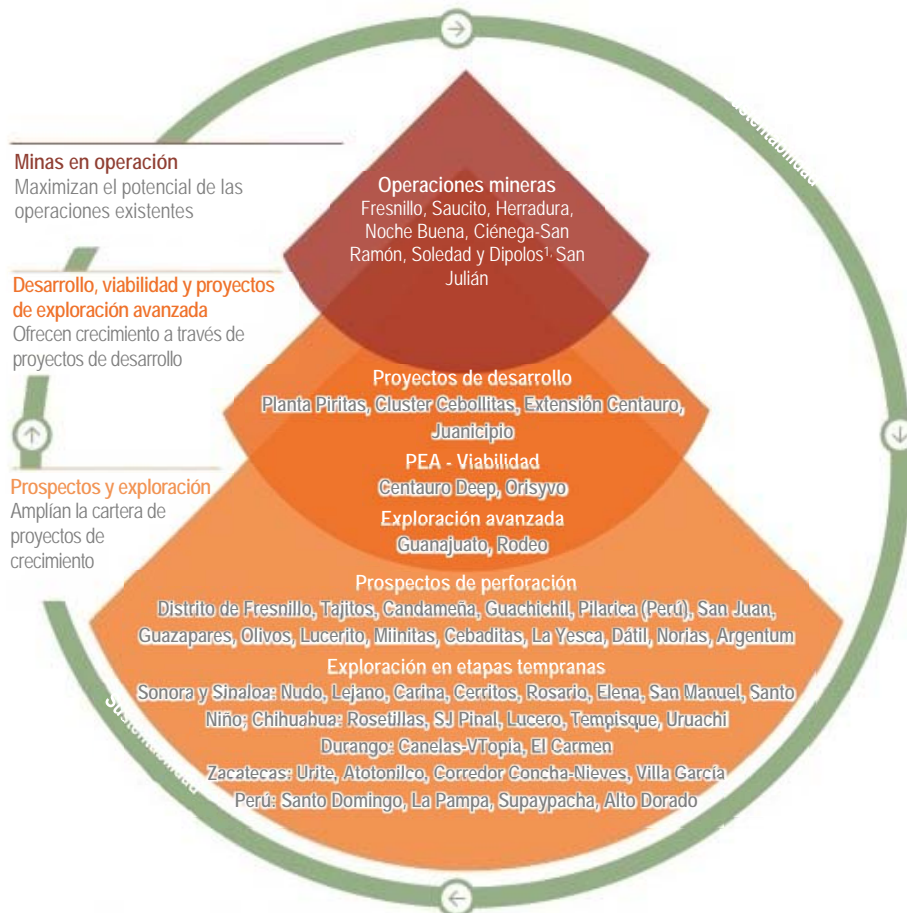 sustentabilidad
Minas en operación
Maximizan el potencial de las
operaciones existentes
Operaciones mineras
Fresnillo, Saucito, Herradura,
Noche Buena, Ciénega-San
Ramón, Soledad y Dipolos¹, San
Julián
Desarrollo, viabilidad y proyectos
de exploración avanzada
Ofrecen crecimiento a través de
proyectos de desarrollo
Proyectos de desarrollo
Planta Piritas, Cluster Cebollitas, Extensión Centauro,
Juanicipio
PEA - Viabilidad
Centauro Deep, Orisyvo
Exploración avanzada
Guanajuato, Rodeo
Prospectos y exploración
Amplían la cartera de
proyectos de
crecimiento
Prospectos de perforación
Distrito de Fresnillo, Tajitos, Candameña, Guachichil, Pilarica (Perú), San Juan,
Guazapares, Olivos, Lucerito, Miinitas, Cebaditas, La Yesca, Dátil, Norias, Argentum
Exploración en etapas tempranas
Sonora y Sinaloa: Nudo, Lejano, Carina, Cerritos, Rosario, Elena, San Manuel, Santo
Niño; Chihuahua: Rosetillas, SJ Pinal, Lucero, Tempisque, Uruachi
Durango: Canelas-VTopia, El Carmen
Zacatecas: Urite, Atotonilco, Corredor Concha-Nieves, Villa García
Perú: Santo Domingo, La Pampa, Supaypacha, Alto Dorado
Sustentabilidad